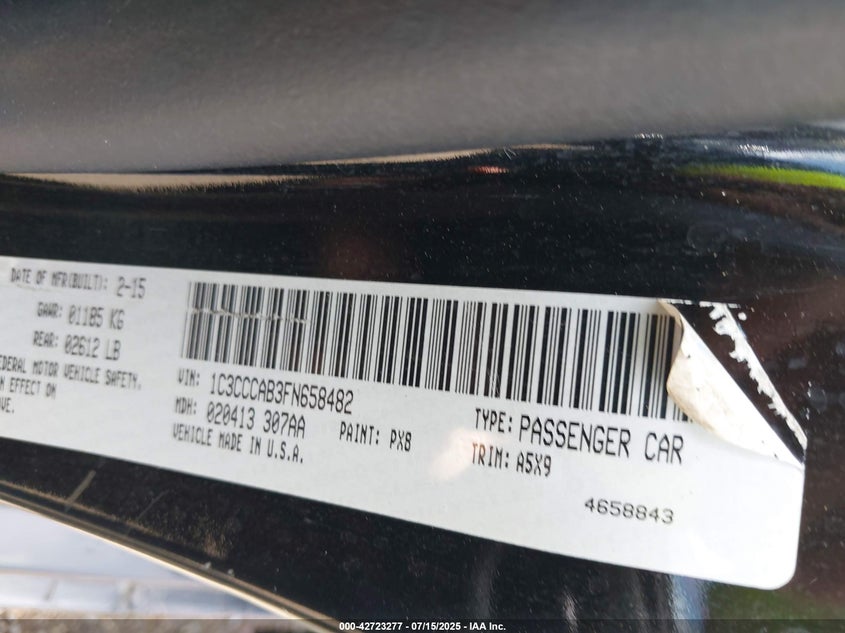 DATE OF MFR(BUILT): 2-15
GAWR: 01185 KG
REAR: 02612 LB
FEDERAL MOTOR VEHICLE SAFETY,
IN EFFECT ON
VE.
VIN: 1C3CCCAB3FN658482
MDH: 020413 307AA
VEHICLE MADE IN U.S.A.
PAINT: PX8
TYPE: PASSENGER CAR
TRIM: A5X9
4658843
000-42723277 - 07/15/2025 - IAA Inc.